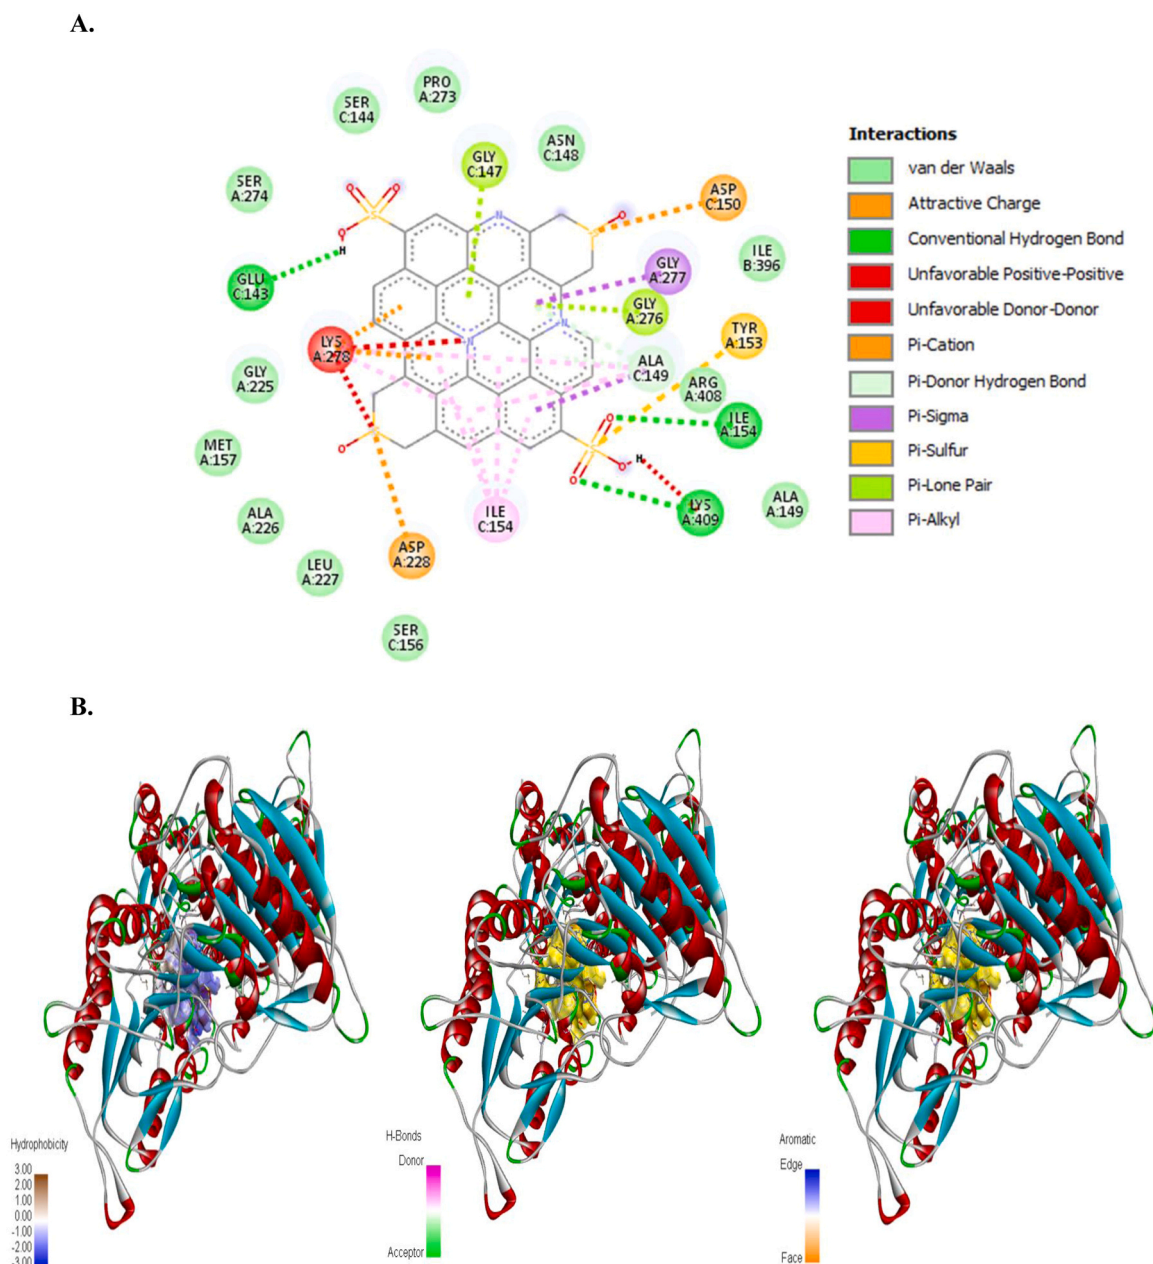 A.
PRO
A:273
SER
C:144
ASN
C:148
GLY
C:147
SER
A:274
ASP
C:150
O
O
S
O
H
N
S
O
ILE
B:396
GLY
A:277
GLU
C:143
GLY
A:276
TYR
A:153
N
LYS
A:278
N
ALA
C:149
GLY
A:225
ARG
A:408
ILE
A:154
O
MET
A:157
O
S
S
O
H
O
ALA
A:149
LYS
A:409
ILE
C:154
ALA
A:226
ASP
A:228
LEU
A:227
SER
C:156
Interactions
van der Waals
Attractive Charge
Conventional Hydrogen Bond
Unfavorable Positive-Positive
Unfavorable Donor-Donor
Pi-Cation
Pi-Donor Hydrogen Bond
Pi-Sigma
Pi-Sulfur
Pi-Lone Pair
Pi-Alkyl
B.
Hydrophobicity
3.00
2.00
1.00
0.00
-1.00
-2.00
-3.00
H-Bonds
Donor
Acceptor
Aromatic
Edge
Face